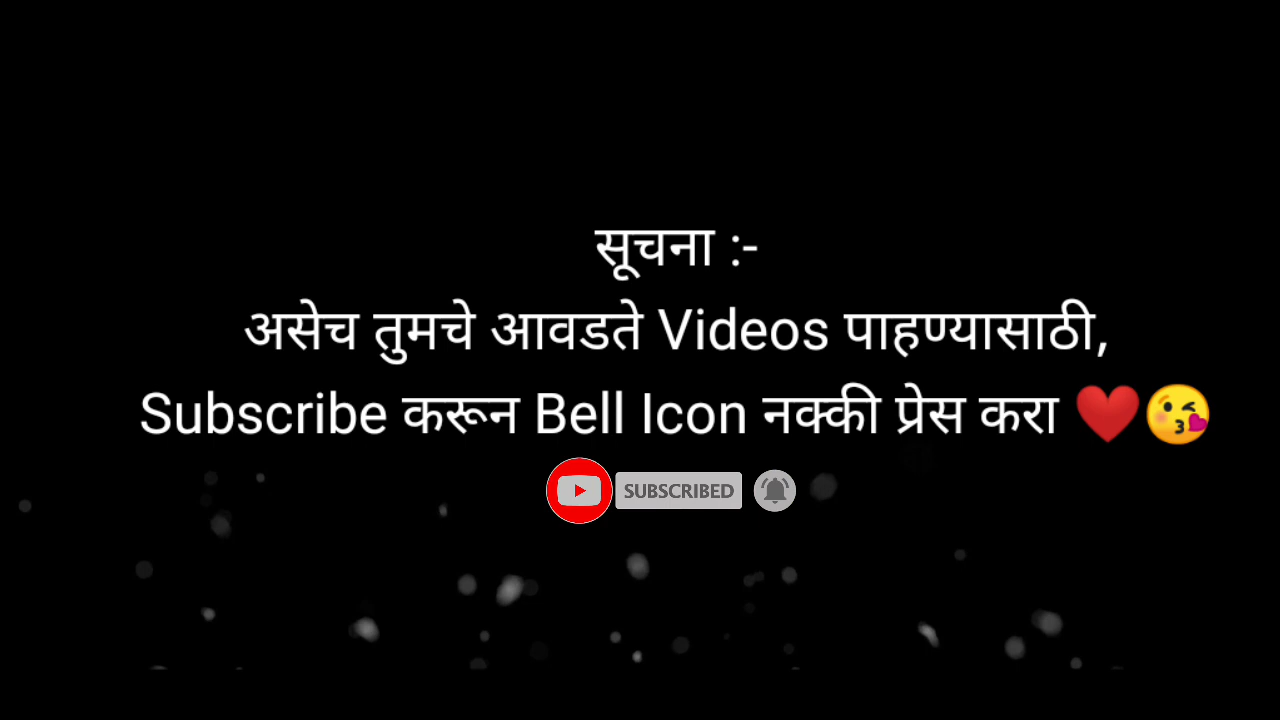 सूचना :-
असेच तुमचे आवडते Videos पाहण्यासाठी,
Subscribe करून Bell Icon नक्की प्रेस करा ❤️😘
SUBSCRIBED